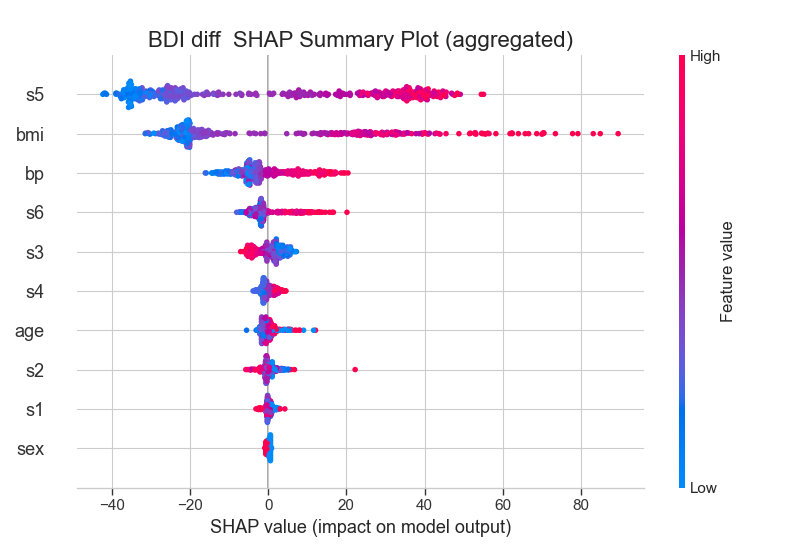 BDI diff  SHAP Summary Plot (aggregated)
High
s5
bmi
bp
s6
s3
s4
age
s2
s1
sex
Feature value
Low
−40
−20
0
20
40
60
80
SHAP value (impact on model output)